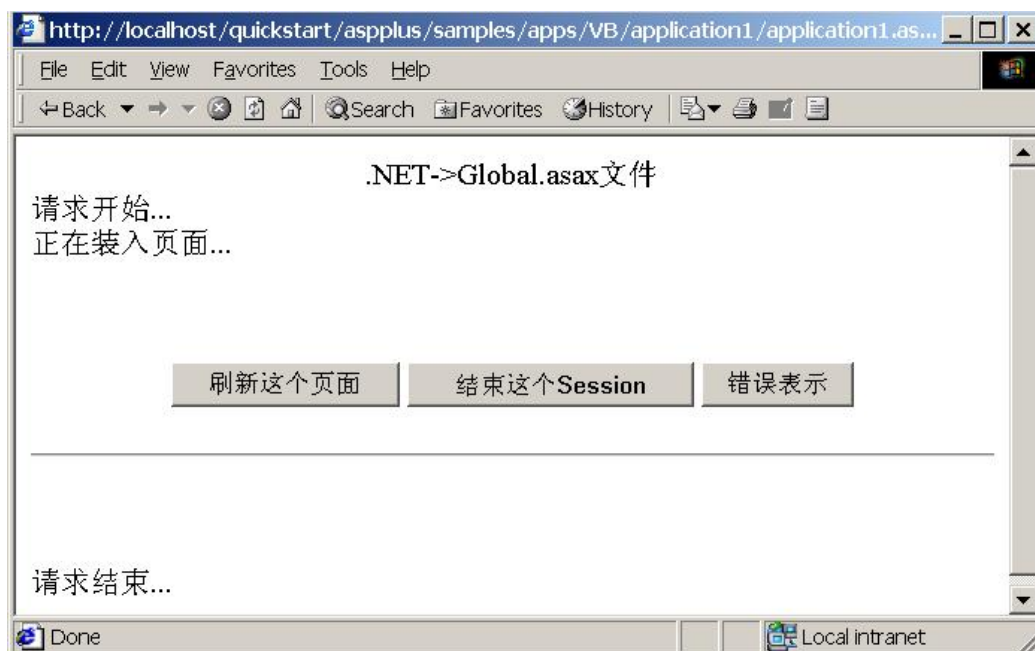 http://localhost/quickstart/aspplus/samples/apps/VB/application1/application1.as...
File Edit View Favorites Tools Help
Back Search Favorites History
.NET->Global.asax文件
请求开始...
正在装入页面...
刷新这个页面 结束这个Session 错误表示
请求结束...
Done Local intranet